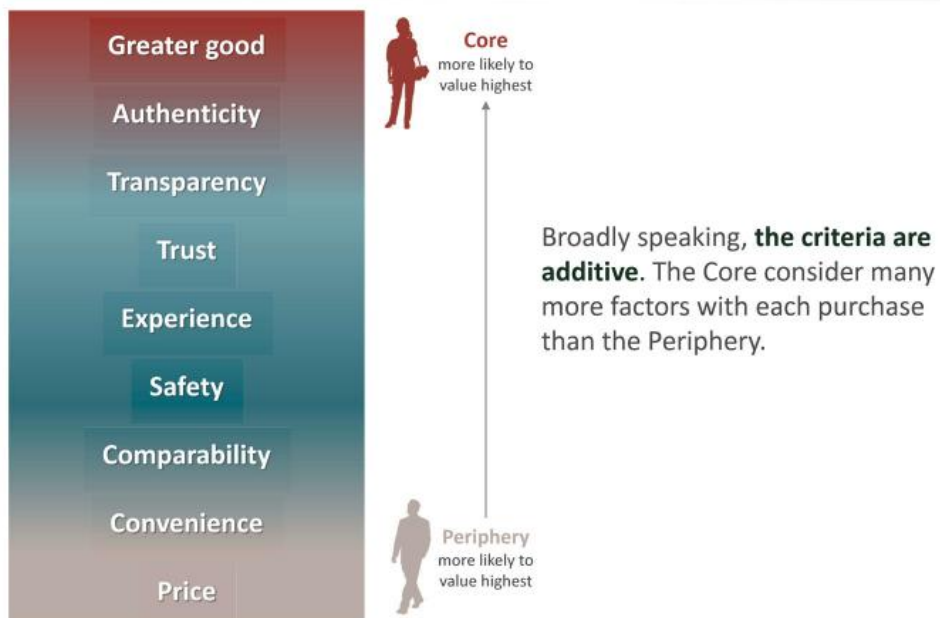 Greater good
Authenticity
Transparency
Trust
Experience
Safety
Comparability
Convenience
Price
Core
more likely to
value highest
Periphery
more likely to
value highest
Broadly speaking, the criteria are
additive. The Core consider many
more factors with each purchase
than the Periphery.